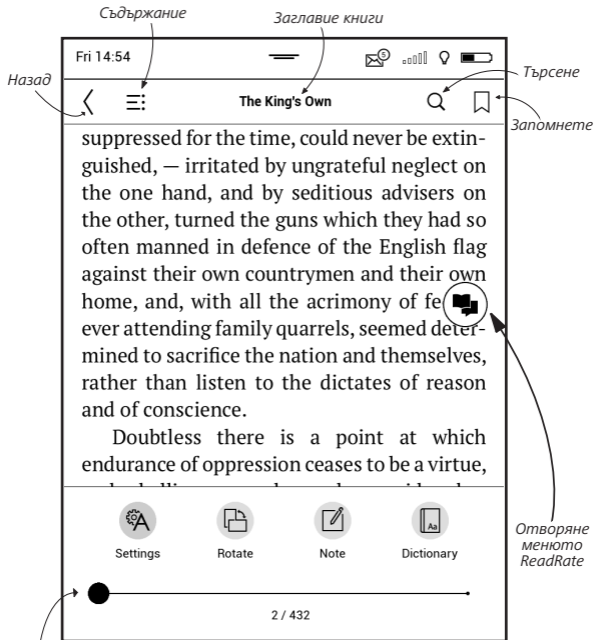 Съдържание
Заглавие книги
Fri 14:54
5
Назад
Търсене
The King's Own
Запомнете
suppressed for the time, could never be extin-
guished, — irritated by ungrateful neglect on
the one hand, and by seditious advisers on
the other, turned the guns which they had so
often manned in defence of the English flag
against their own countrymen and their own
home, and, with all the acrimony of fe
ever attending family quarrels, seemed deter-
mined to sacrifice the nation and themselves,
rather than listen to the dictates of reason
and of conscience.
Doubtless there is a point at which
endurance of oppression ceases to be a virtue,
Aa
Settings Rotate Note Dictionary
Отворяне
менюто
ReadRate
2 / 432